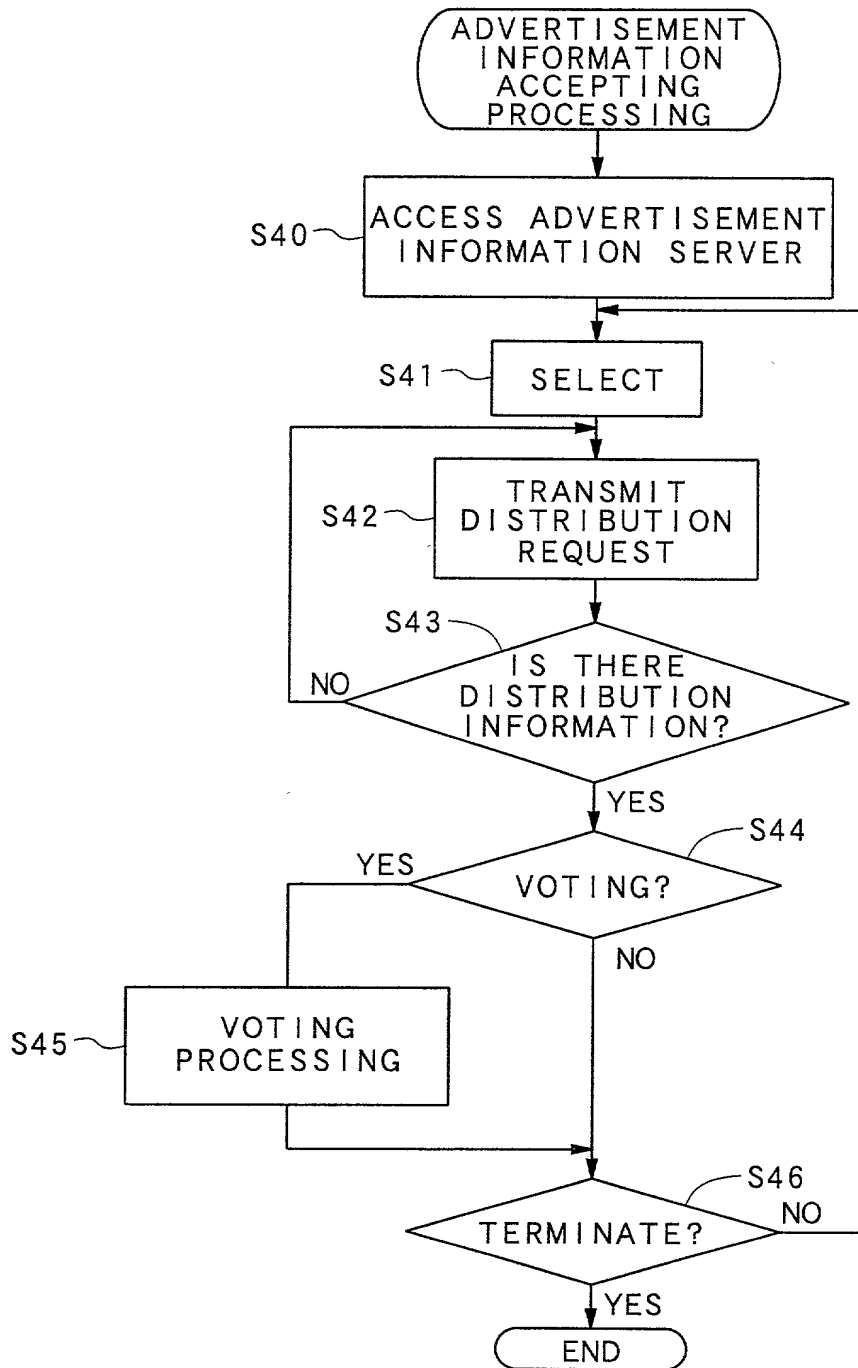 ADVERTISEMENT
INFORMATION
ACCEPTING
PROCESSING
S40
ACCESS ADVERTISEMENT
INFORMATION SERVER
S41
SELECT
S42
TRANSMIT
DISTRIBUTION
REQUEST
S43
IS THERE
DISTRIBUTION
INFORMATION?
NO
YES
S44
YES
VOTING?
NO
S45
VOTING
PROCESSING
S46
TERMINATE?
NO
YES
END